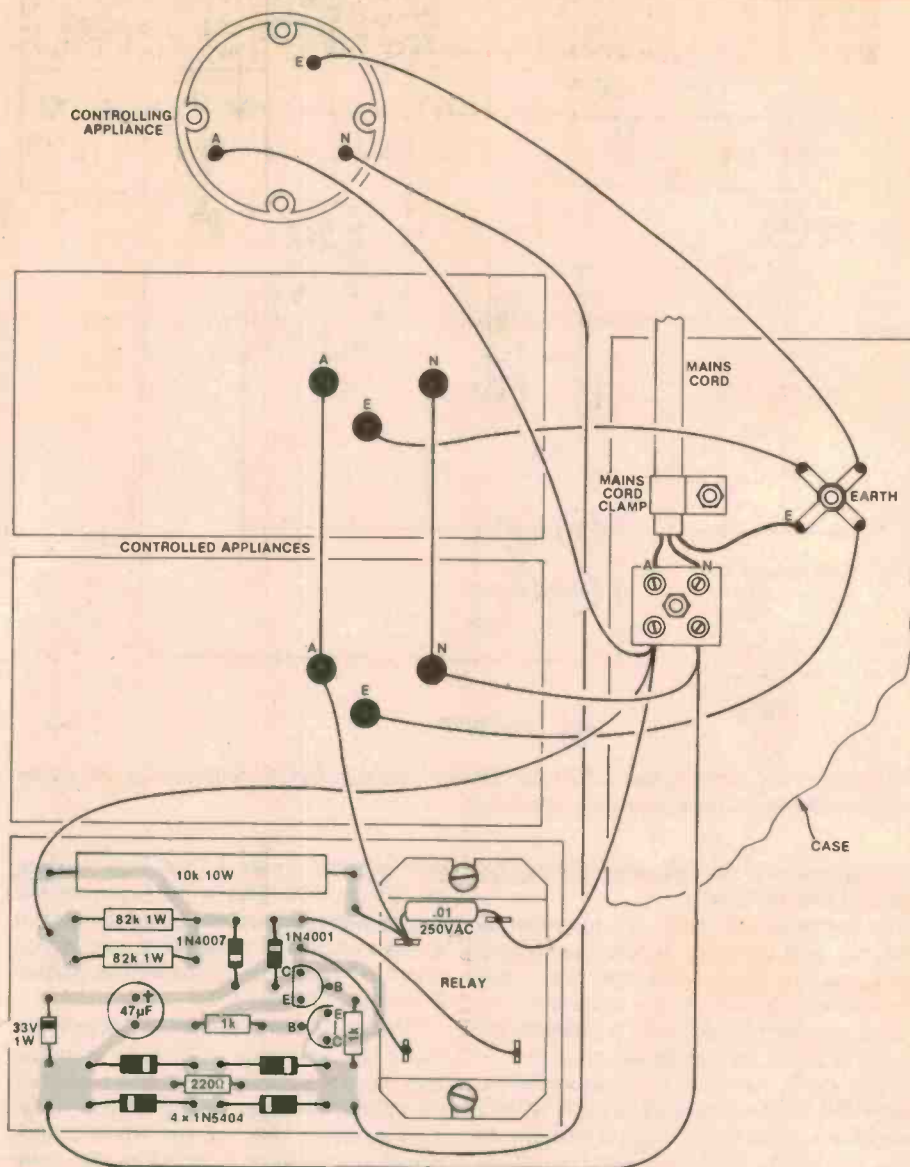 E
CONTROLLING
APPLIANCE
A
N
A
N
E
MAINS
CORD
MAINS
CORD
CLAMP
EARTH
E
CONTROLLED APPLIANCES
A
N
A
N
E
CASE
10k 10W
82k 1W
1N4007
1N4001
.01
250VAC
82k 1W
RELAY
C
B
E
+
47µF
33V
1W
1k
B
E
C
1k
220Ω
4 x 1N5404